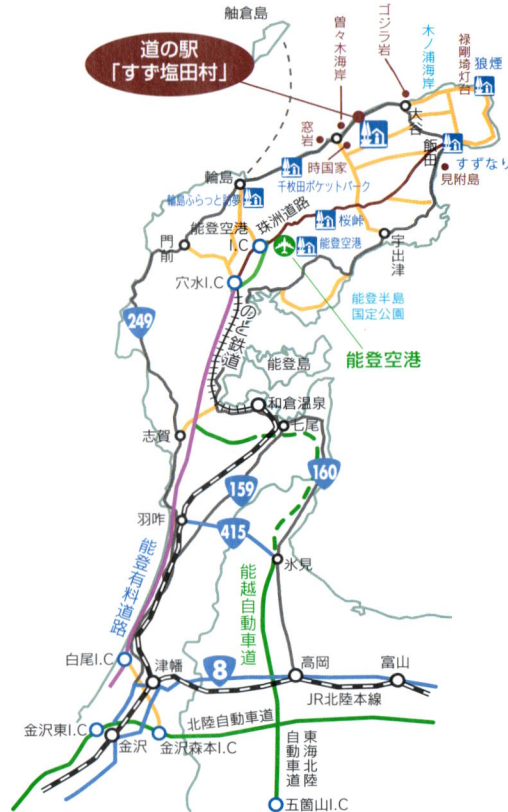 舳倉島
道の駅
「すず塩田村」
曽々木海岸
ゴジラ岩
木ノ浦海岸
禄剛埼灯台
狼煙
窓岩
大谷
飯田
すずなり
時国家
見附島
輪島
千枚田ポケットパーク
輪島ふらっと訪夢
珠洲道路
桜峠
門前
能登空港
I.C
能登空港
宇出津
穴水I.C
能登半島
国定公園
249
のと鉄道
能登空港
能登島
和倉温泉
志賀
七尾
160
159
羽咋
415
能登有料道路
能越自動車道
氷見
白尾I.C
津幡
8
高岡
富山
JR北陸本線
金沢東I.C
北陸自動車道
金沢
金沢森本I.C
東海北陸
自動車道
五箇山I.C